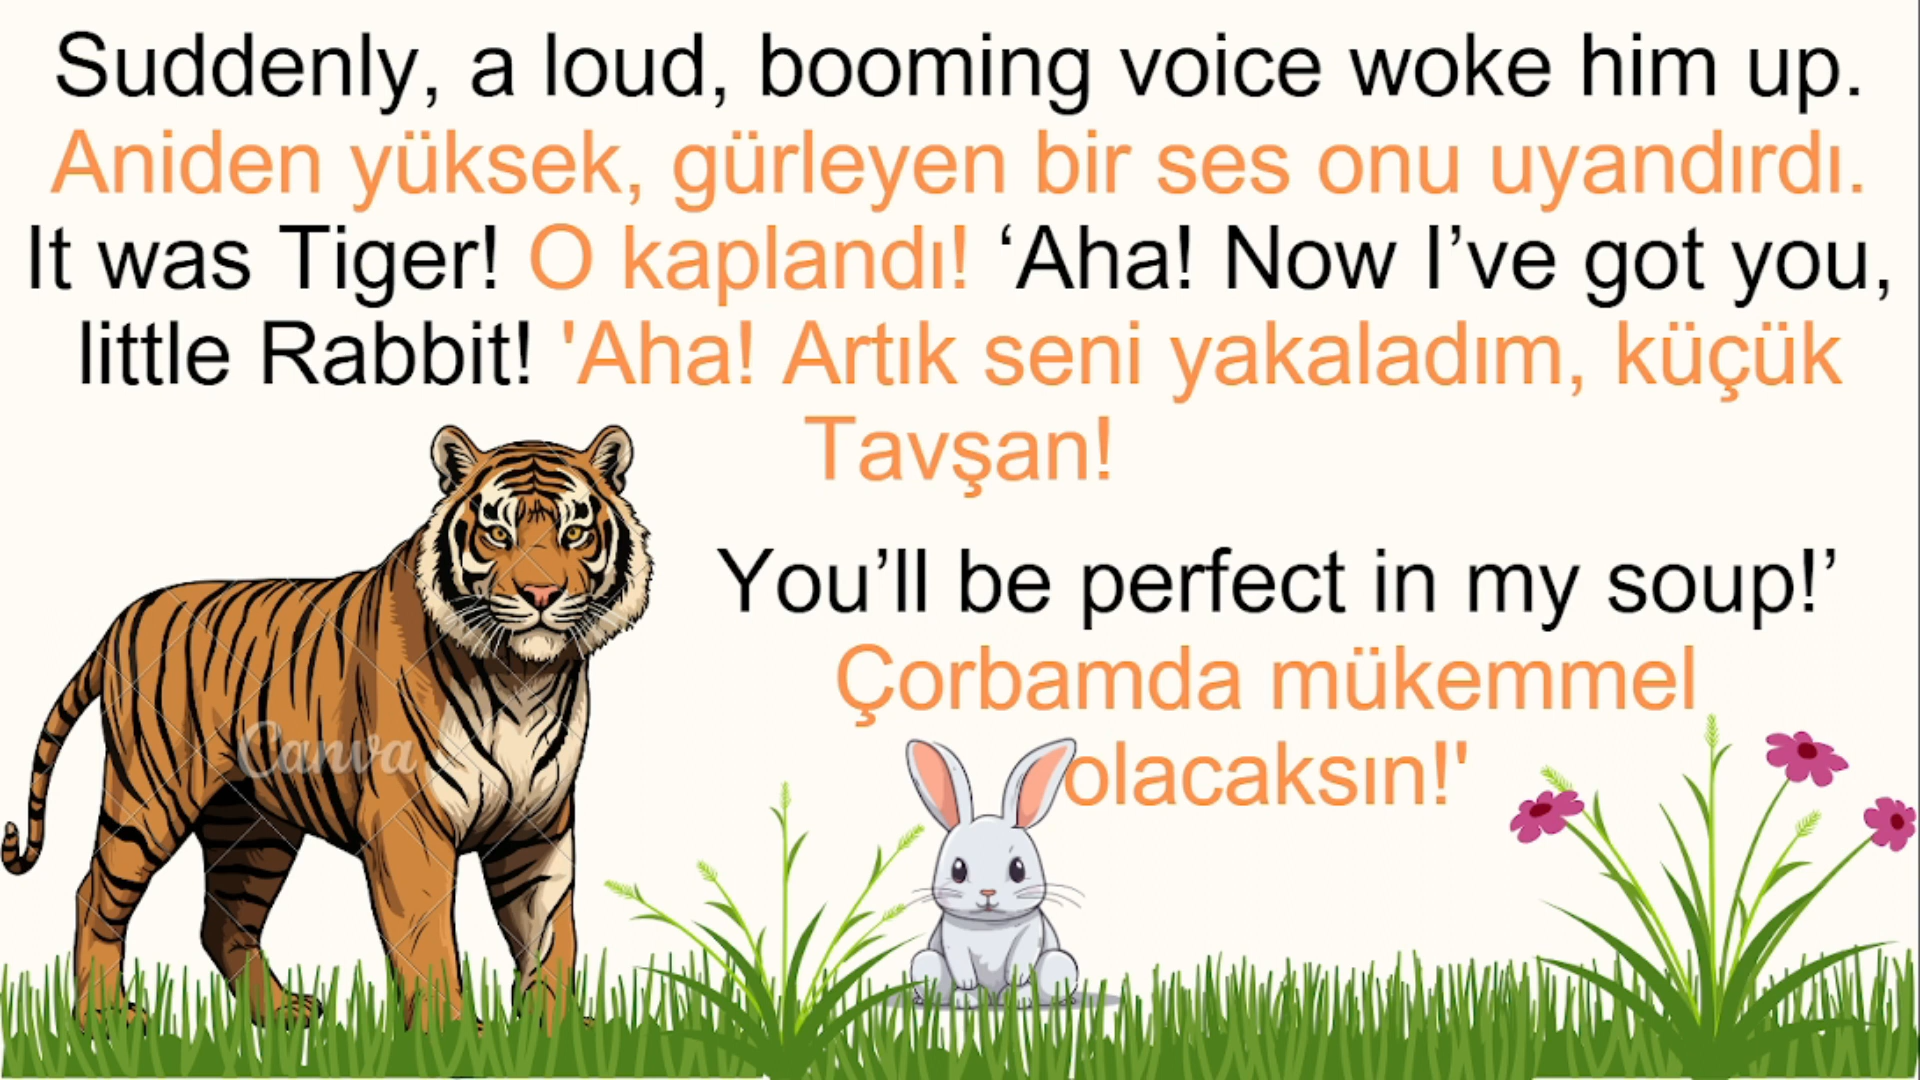 Suddenly, a loud, booming voice woke him up.
Aniden yüksek, gürleyen bir ses onu uyandırdı.
It was Tiger! O kaplandı! ‘Aha! Now I’ve got you,
little Rabbit! 'Aha! Artık seni yakaladım, küçük
Tavşan!
You’ll be perfect in my soup!’
Çorbamda mükemmel
olacaksın!'
Canva